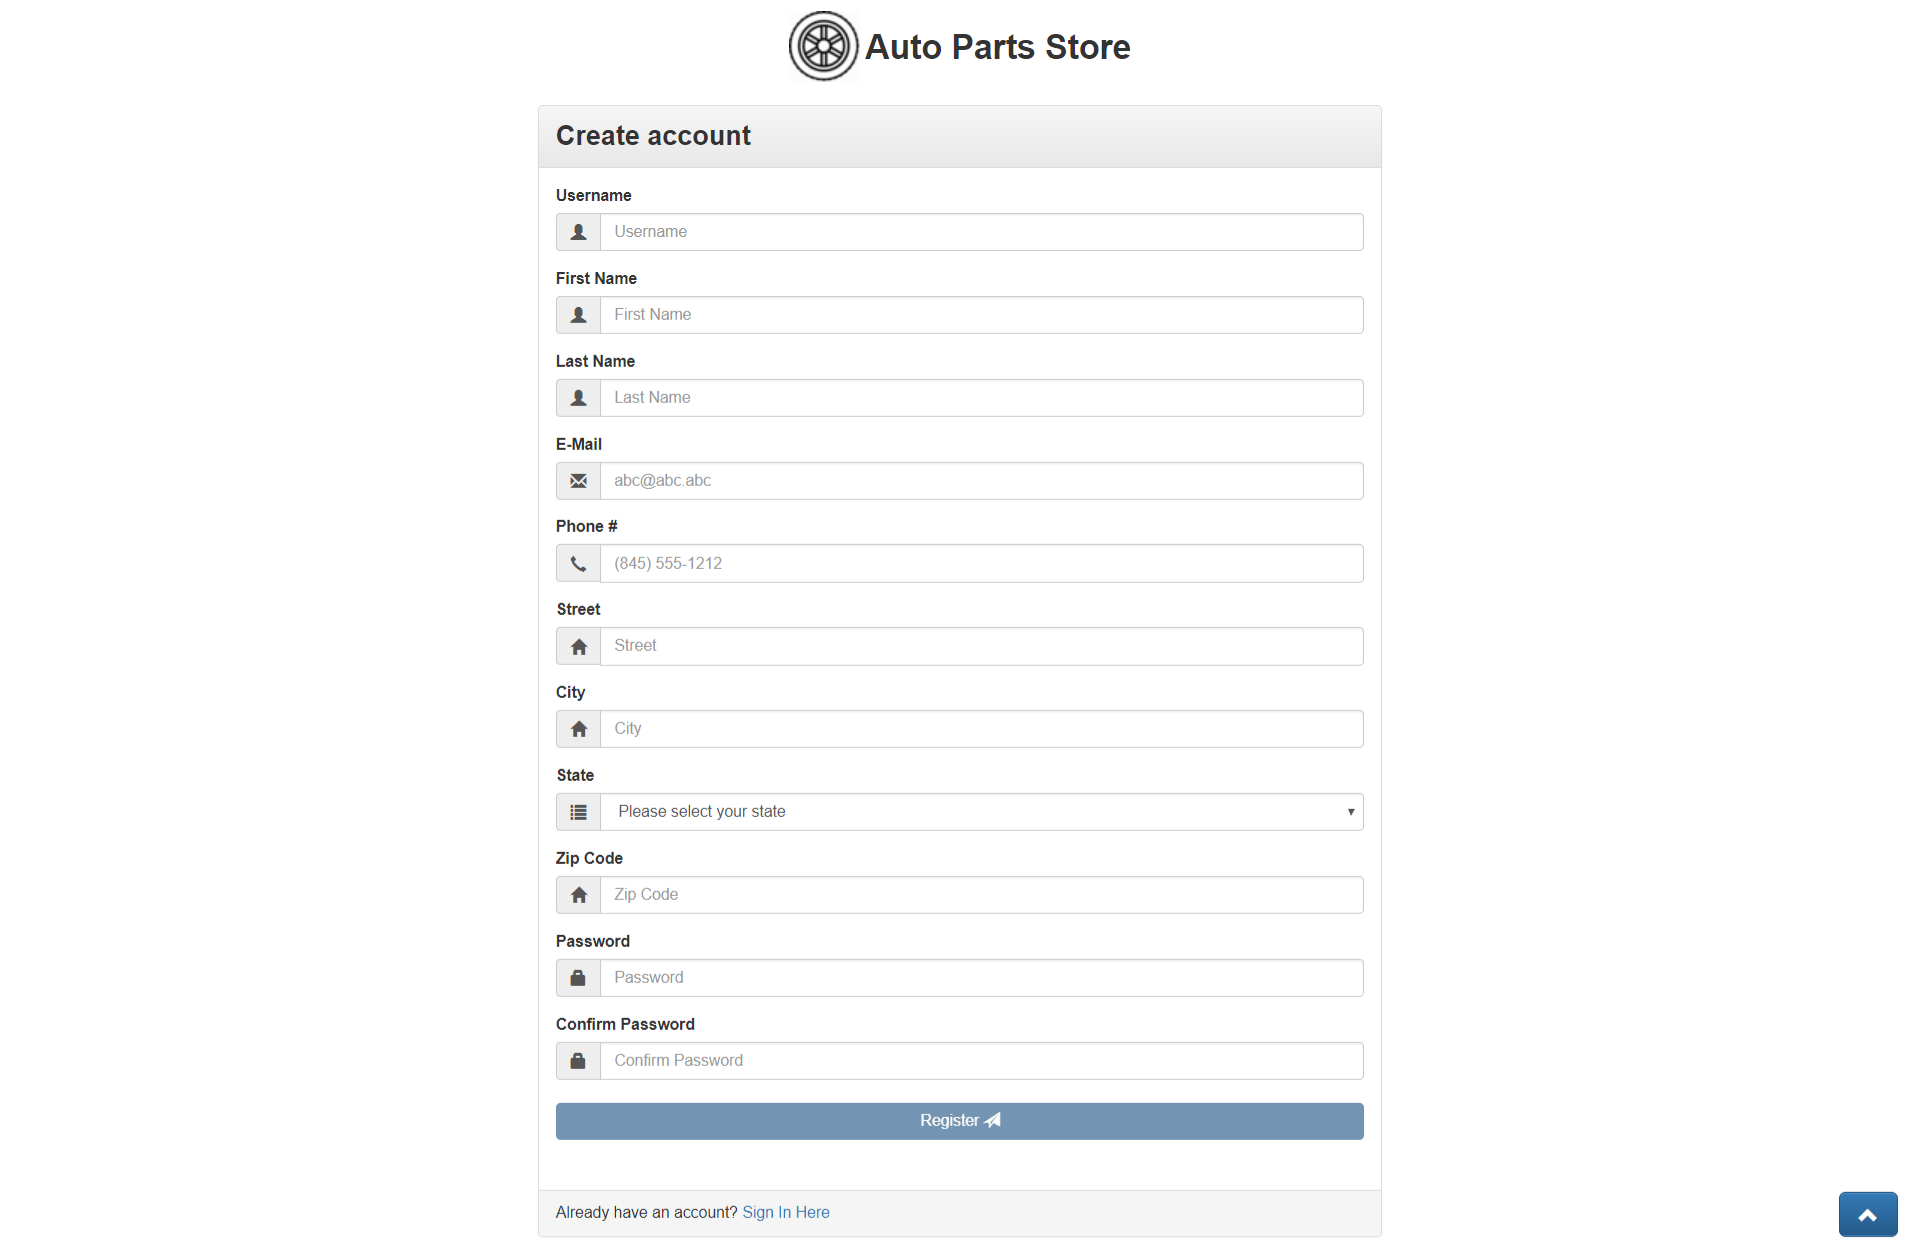 Auto Parts Store
Create account
Username
Username
First Name
First Name
Last Name
Last Name
E-Mail
abc@abc.abc
Phone #
(845) 555-1212
Street
Street
City
City
State
Please select your state
Zip Code
Zip Code
Password
Password
Confirm Password
Confirm Password
Register
Already have an account? Sign In Here